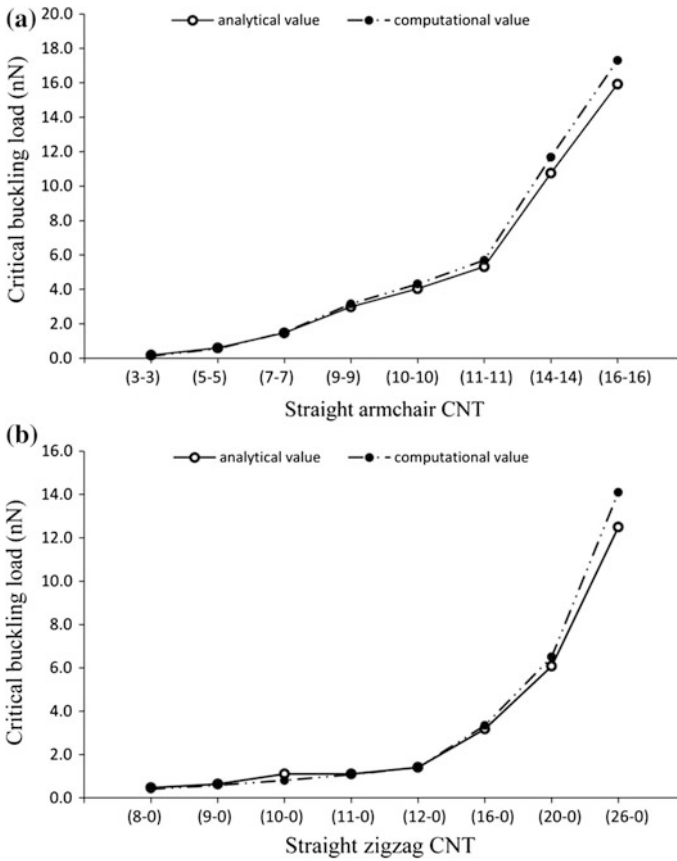 (a)
analytical value
computational value
Critical buckling load (nN)
20.0
18.0
16.0
14.0
12.0
10.0
8.0
6.0
4.0
2.0
0.0
(3-3) (5-5) (7-7) (9-9) (10-10) (11-11) (14-14) (16-16)
Straight armchair CNT
(b)
analytical value
computational value
Critical buckling load (nN)
16.0
14.0
12.0
10.0
8.0
6.0
4.0
2.0
0.0
(8-0) (9-0) (10-0) (11-0) (12-0) (16-0) (20-0) (26-0)
Straight zigzag CNT